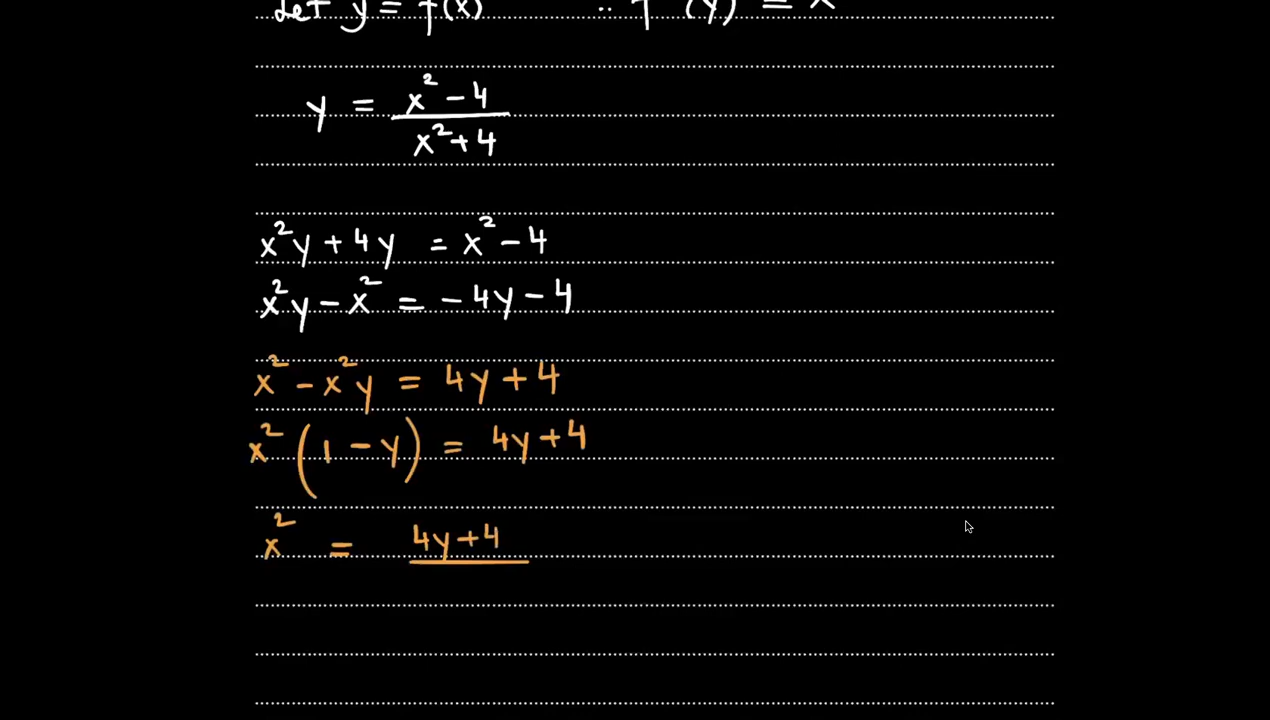 Let y = f(x) ∴ f (y) = x
y = x² - 4 / x² + 4
x²y + 4y = x² - 4
x²y - x² = - 4y - 4
x² - x²y = 4y + 4
x² (1 - y) = 4y + 4
x² = 4y + 4